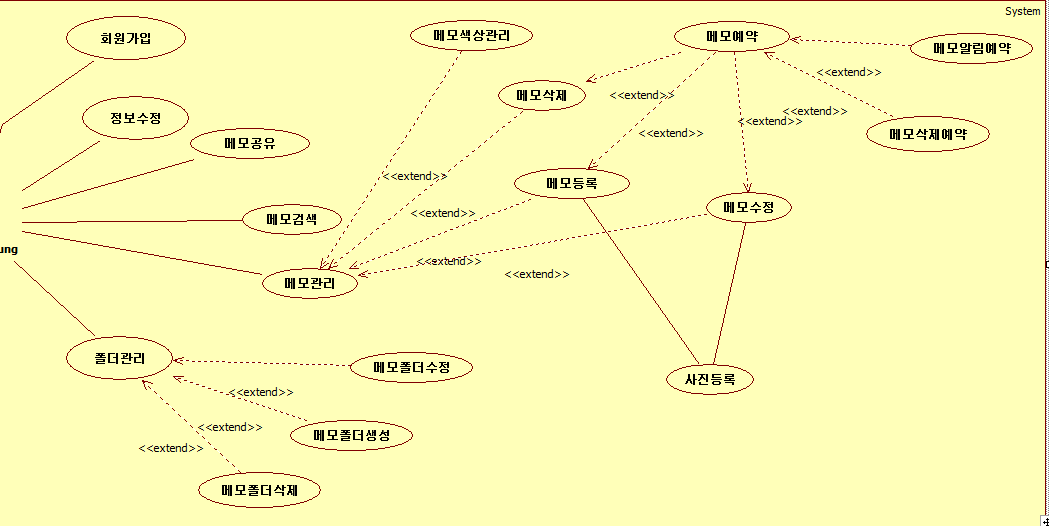 System
회원가입
메모색상관리
메모예약
메모알림예약
<<extend>>
메모삭제
<<extend>>
<<extend>>
정보수정
<<extend>>
메모공유
<<extend>>
메모삭제예약
<<extend>>
메모등록
메모수정
메모검색
<<extend>>
ung
<<extend>>
<<extend>>
메모관리
폴더관리
메모폴더수정
사진등록
<<extend>>
<<extend>>
메모폴더생성
<<extend>>
메모폴더삭제